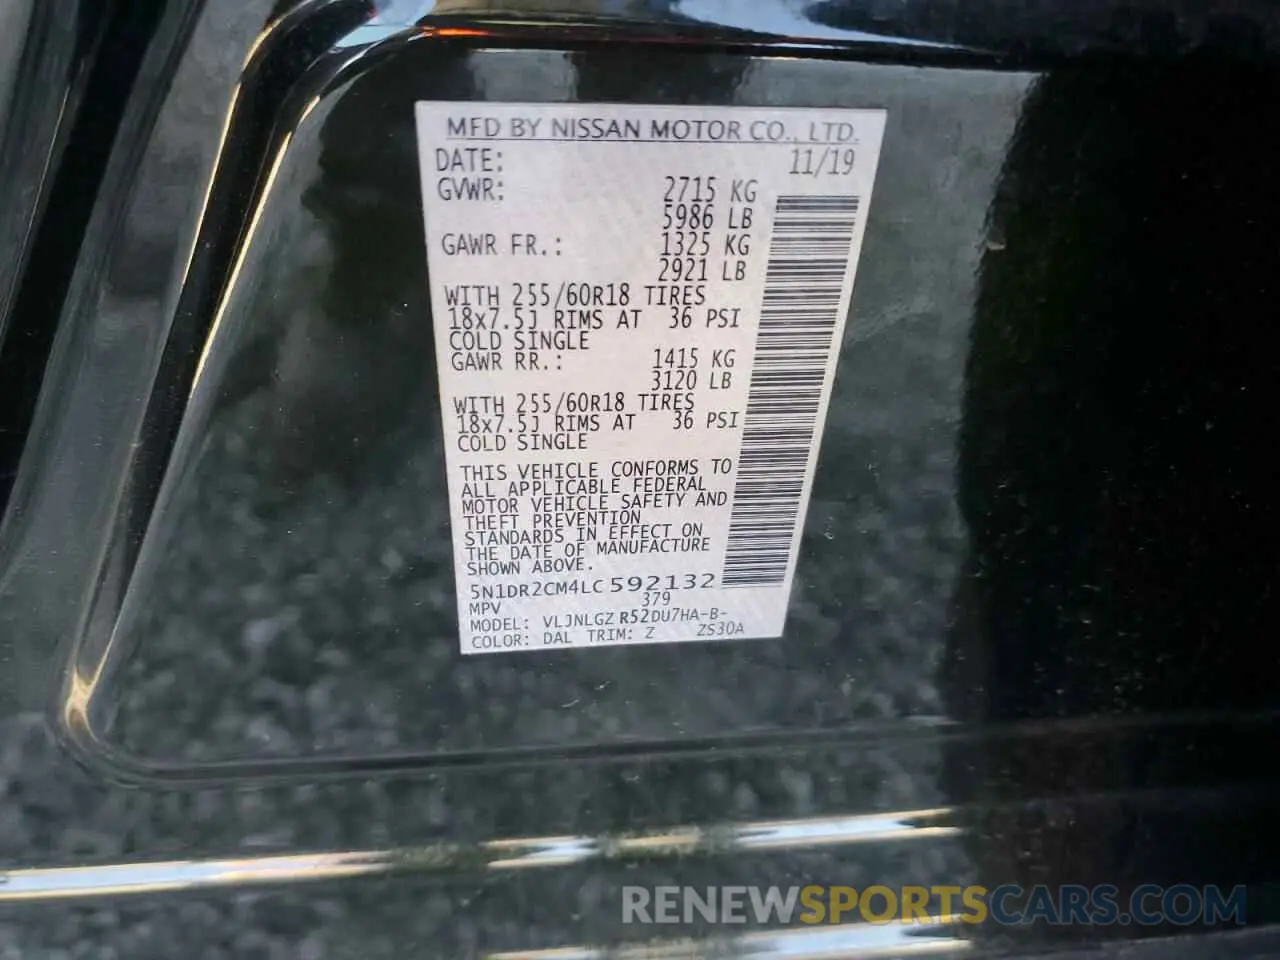 MFD BY NISSAN MOTOR CO., LTD.
DATE: 11/19
GVWR: 2715 KG
5986 LB
GAWR FR.: 1325 KG
2921 LB
WITH 255/60R18 TIRES
18x7.5J RIMS AT 36 PSI
COLD SINGLE
GAWR RR.: 1415 KG
3120 LB
WITH 255/60R18 TIRES
18x7.5J RIMS AT 36 PSI
COLD SINGLE
THIS VEHICLE CONFORMS TO
ALL APPLICABLE FEDERAL
MOTOR VEHICLE SAFETY AND
THEFT PREVENTION
STANDARDS IN EFFECT ON
THE DATE OF MANUFACTURE
SHOWN ABOVE.
5N1DR2CM4LC592132
MPV 379
MODEL: VLJNLGZ R52DU7HA-B-
COLOR: DAL TRIM: Z ZS30A
RENEWSPORTSCARS.COM